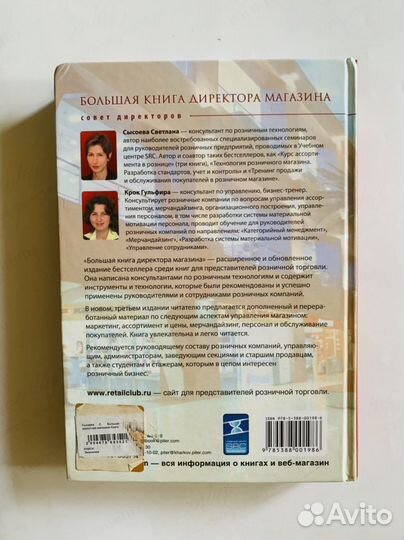 БОЛЬШАЯ КНИГА ДИРЕКТОРА МАГАЗИНА
совет директоров
Сысоева Светлана — консультант по розничным технологиям,
автор наиболее востребованных специализированных семинаров
для руководителей розничных предприятий, проводимых в Учебном
центре SRC. Автор и соавтор таких бестселлеров, как «Курс ассорти-
мента в рознице» (три книги), «Технология розничного магазина.
Разработка стандартов, учет и контроль» и «Тренинг продажи
и обслуживания покупателей в розничном магазине».
Крок Гульфира — консультант по управлению, бизнес-тренер.
Консультирует розничные компании по вопросам управления ассор-
тиментом, мерчандайзинга, организационного построения, управле-
ния персоналом, в том числе разработки системы материальной
мотивации персонала, проводит обучение для руководителей
розничных компаний по направлениям: «Категорийный менеджмент»,
«Мерчандайзинг», «Разработка системы материальной мотивации»,
«Управление сотрудниками».
«Большая книга директора магазина» — расширенное и обновленное
издание бестселлера среди книг для представителей розничной торговли.
Она написана консультантами по розничным технологиям и содержит
инструменты и технологии, которые были рекомендованы и успешно
применены руководителями и сотрудниками розничных компаний.
В новом, третьем издании читателю предлагается дополненный и перера-
ботанный материал по следующим аспектам управления магазином:
маркетинг, ассортимент и цены, мерчандайзинг, персонал и обслуживание
покупателей. Книга увлекательна и легко читается.
Рекомендуется руководящему составу розничных компаний, управляю-
щим, администраторам, заведующим секциями и старшим продавцам,
а также студентам и стажерам, которым в целом интересен
розничный бизнес.
www.retailclub.ru — сайт для представителей розничной торговли.
10-02, piter@kharkov.piter.com
m — вся информация о книгах и веб-магазин
SRC
ISBN 978-5-388-00198-6
9 785388 001986
Avito